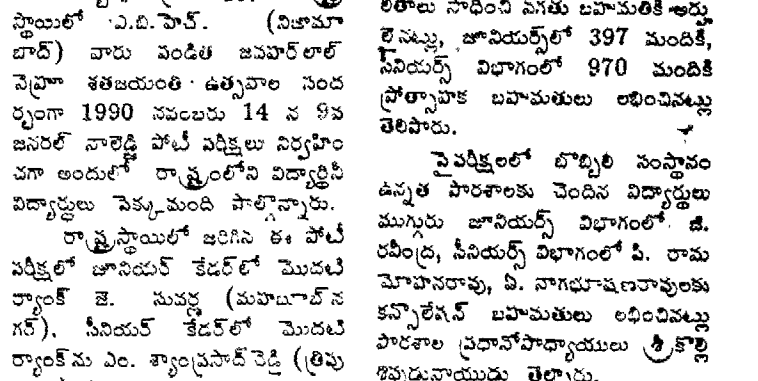 స్థాయిలో ఎ.బి.హెచ్. (నిజామా
బాద్) వారు పండిత జవహర్‌లాల్
నెహ్రూ శతజయంతి ఉత్సవాల సంద
ర్భంగా 1990 నవంబరు 14 న 9వ
జనరల్ నాలెడ్జి పోటీ పరీక్షలు నిర్వహిం
చగా అందులో రాష్ట్రంలోని విద్యార్థినీ
విద్యార్థులు పెక్కుమంది పాల్గొన్నారు.
రాష్ట్రస్థాయిలో జరిగిన ఈ పోటీ
పరీక్షలో జూనియర్ కేడర్‌లో మొదటి
ర్యాంక్ జె. సువర్ణ (మహబూబ్‌న
గర్), సీనియర్ కేడర్‌లో మొదటి
ర్యాంక్‌ను ఎం. శ్యాంప్రసాద్ రెడ్డి (త్రిపు
లితాలు సాధించి నగతు బహుమతికి అర్హు
లైనట్లు, జూనియర్స్‌లో 397 మందికి,
సీనియర్స్ విభాగంలో 970 మందికి
ప్రోత్సాహక బహుమతులు లభించినట్లు
తెలిపారు.
పైపరీక్షలలో బొబ్బిలి సంస్థానం
ఉన్నత పాఠశాలకు చెందిన విద్యార్థులు
ముగ్గురు జూనియర్స్ విభాగంలో జి.
రవీంద్ర, సీనియర్స్ విభాగంలో పి. రామ
మోహనరావు, ఏ. నాగభూషణరావులకు
కన్సొలేషన్ బహుమతులు లభించినట్లు
పాఠశాల ప్రధానోపాధ్యాయులు శ్రీ కొల్లి
శివుడునాయుడు తెల్పారు.